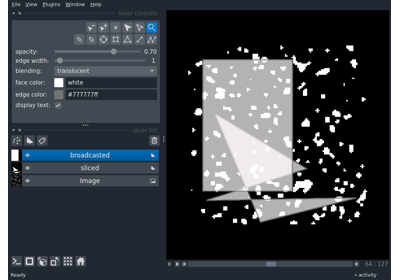 File View Plugins Window Help
layer controls
opacity: 0.70
edge width: 1
blending: translucent
face color: white
edge color: #777777ff
display text:
layer list
broadcasted
sliced
Image
64 127
Ready activity